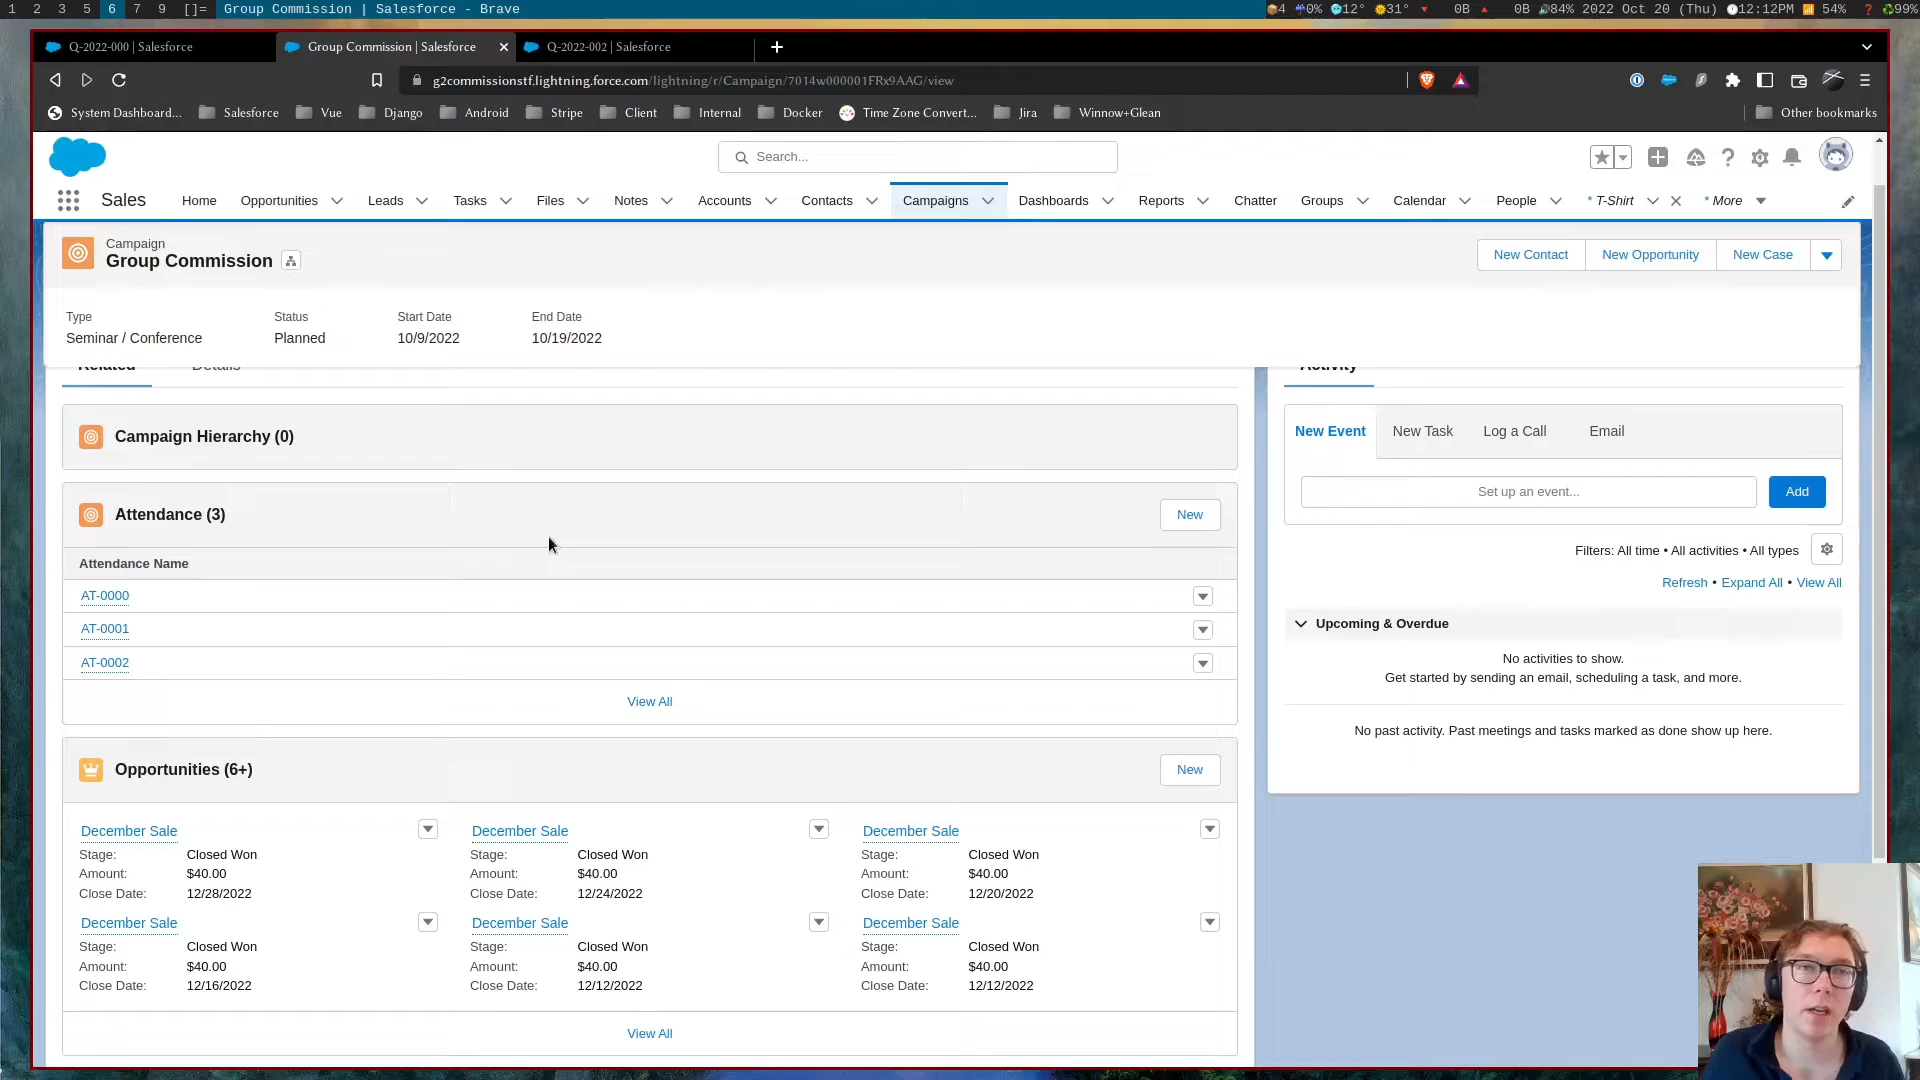 1 2 3 5 6 7 9 []= Group Commission | Salesforce - Brave 4 0% 12° 31° 0B 0B 84% 2022 Oct 20 (Thu) 12:12PM 54% 99%
Q-2022-000 | Salesforce Group Commission | Salesforce Q-2022-002 | Salesforce
g2commissionstf.lightning.force.com/lightning/r/Campaign/7014w000001FRx9AAG/view
System Dashboard... Salesforce Vue Django Android Stripe Client Internal Docker Time Zone Convert... Jira Winnow+Glean Other bookmarks
Search...
Sales Home Opportunities Leads Tasks Files Notes Accounts Contacts Campaigns Dashboards Reports Chatter Groups Calendar People * T-Shirt * More
Campaign
Group Commission
New Contact New Opportunity New Case
Type Status Start Date End Date
Seminar / Conference Planned 10/9/2022 10/19/2022
Related Details Activity
Campaign Hierarchy (0)
New Event New Task Log a Call Email
Set up an event... Add
Attendance (3) New
Attendance Name
AT-0000
AT-0001
AT-0002
View All
Filters: All time • All activities • All types
Refresh • Expand All • View All
Upcoming & Overdue
No activities to show.
Get started by sending an email, scheduling a task, and more.
No past activity. Past meetings and tasks marked as done show up here.
Opportunities (6+) New
December Sale December Sale December Sale
Stage: Closed Won Stage: Closed Won Stage: Closed Won
Amount: $40.00 Amount: $40.00 Amount: $40.00
Close Date: 12/28/2022 Close Date: 12/24/2022 Close Date: 12/20/2022
December Sale December Sale December Sale
Stage: Closed Won Stage: Closed Won Stage: Closed Won
Amount: $40.00 Amount: $40.00 Amount: $40.00
Close Date: 12/16/2022 Close Date: 12/12/2022 Close Date: 12/12/2022
View All